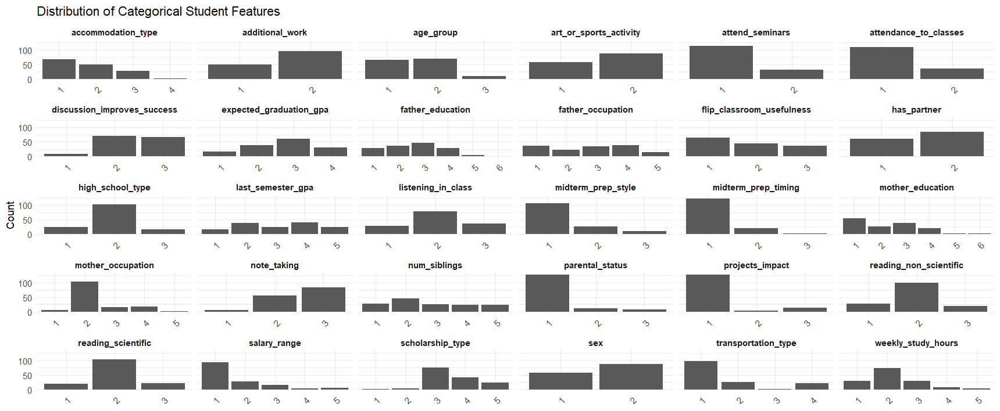 Distribution of Categorical Student Features
accommodation_type additional_work age_group art_or_sports_activity attend_seminars attendance_to_classes
100
50
0
1 2 3 4 1 2 1 2 3 1 2 1 2 1 2
discussion_improves_success expected_graduation_gpa father_education father_occupation flip_classroom_usefulness has_partner
100
50
0
1 2 3 1 2 3 4 1 2 3 4 5 6 1 2 3 4 5 1 2 3 1 2
high_school_type last_semester_gpa listening_in_class midterm_prep_style midterm_prep_timing mother_education
Count
100
50
0
1 2 3 1 2 3 4 5 1 2 3 1 2 3 1 2 3 1 2 3 4 5 6
mother_occupation note_taking num_siblings parental_status projects_impact reading_non_scientific
100
50
0
1 2 3 4 5 1 2 3 1 2 3 4 5 1 2 3 1 2 3 1 2 3
reading_scientific salary_range scholarship_type sex transportation_type weekly_study_hours
100
50
0
1 2 3 1 2 3 4 5 1 2 3 4 5 1 2 1 2 3 4 1 2 3 4 5